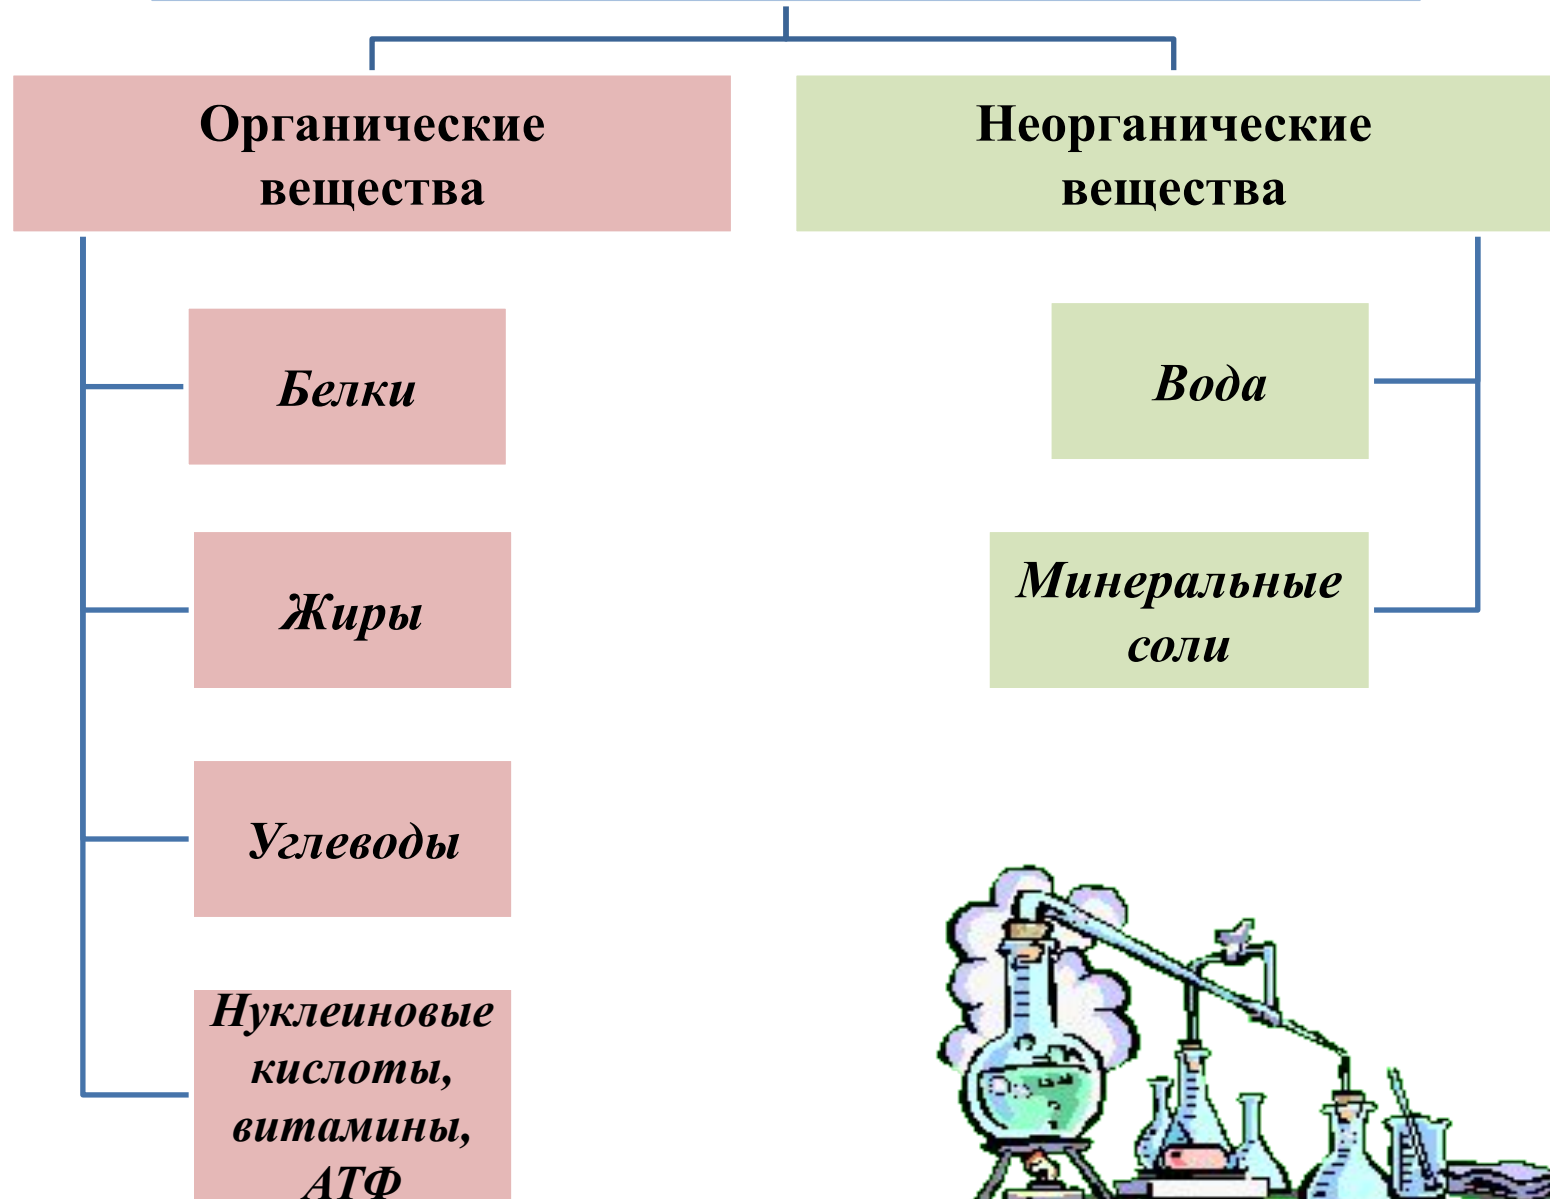 Органические
вещества
Неорганические
вещества
Белки
Жиры
Углеводы
Нуклеиновые
кислоты,
витамины,
АТФ
Вода
Минеральные
соли